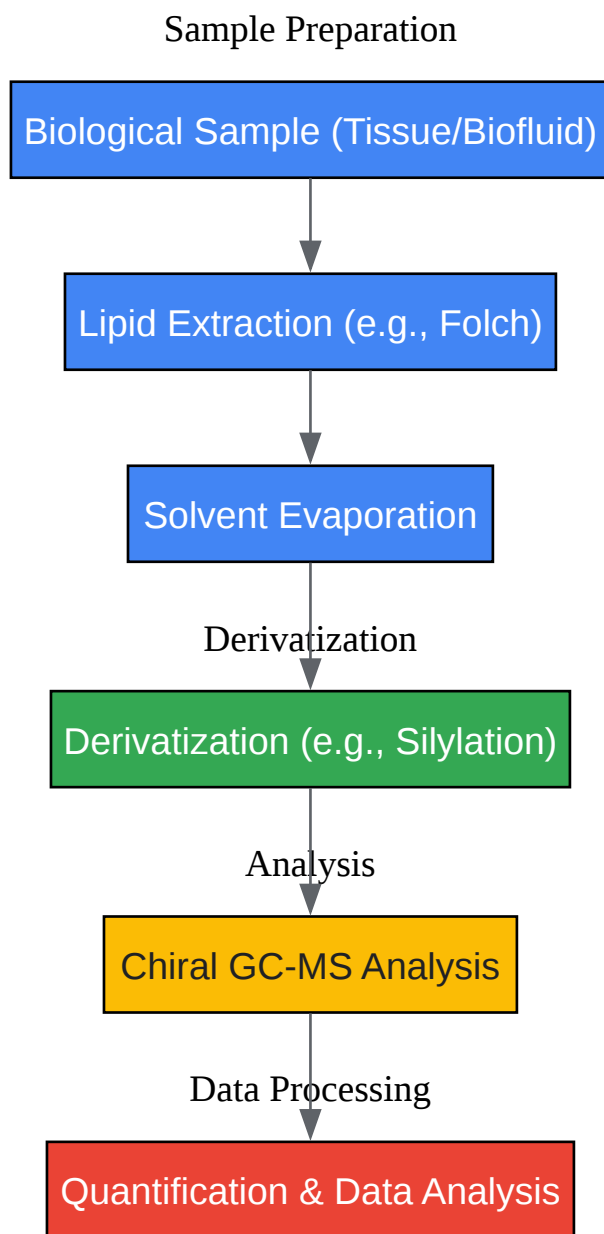 Sample Preparation
Biological Sample (Tissue/Biofluid)
Lipid Extraction (e.g., Folch)
Solvent Evaporation
Derivatization
Derivatization (e.g., Silylation)
Analysis
Chiral GC-MS Analysis
Data Processing
Quantification & Data Analysis